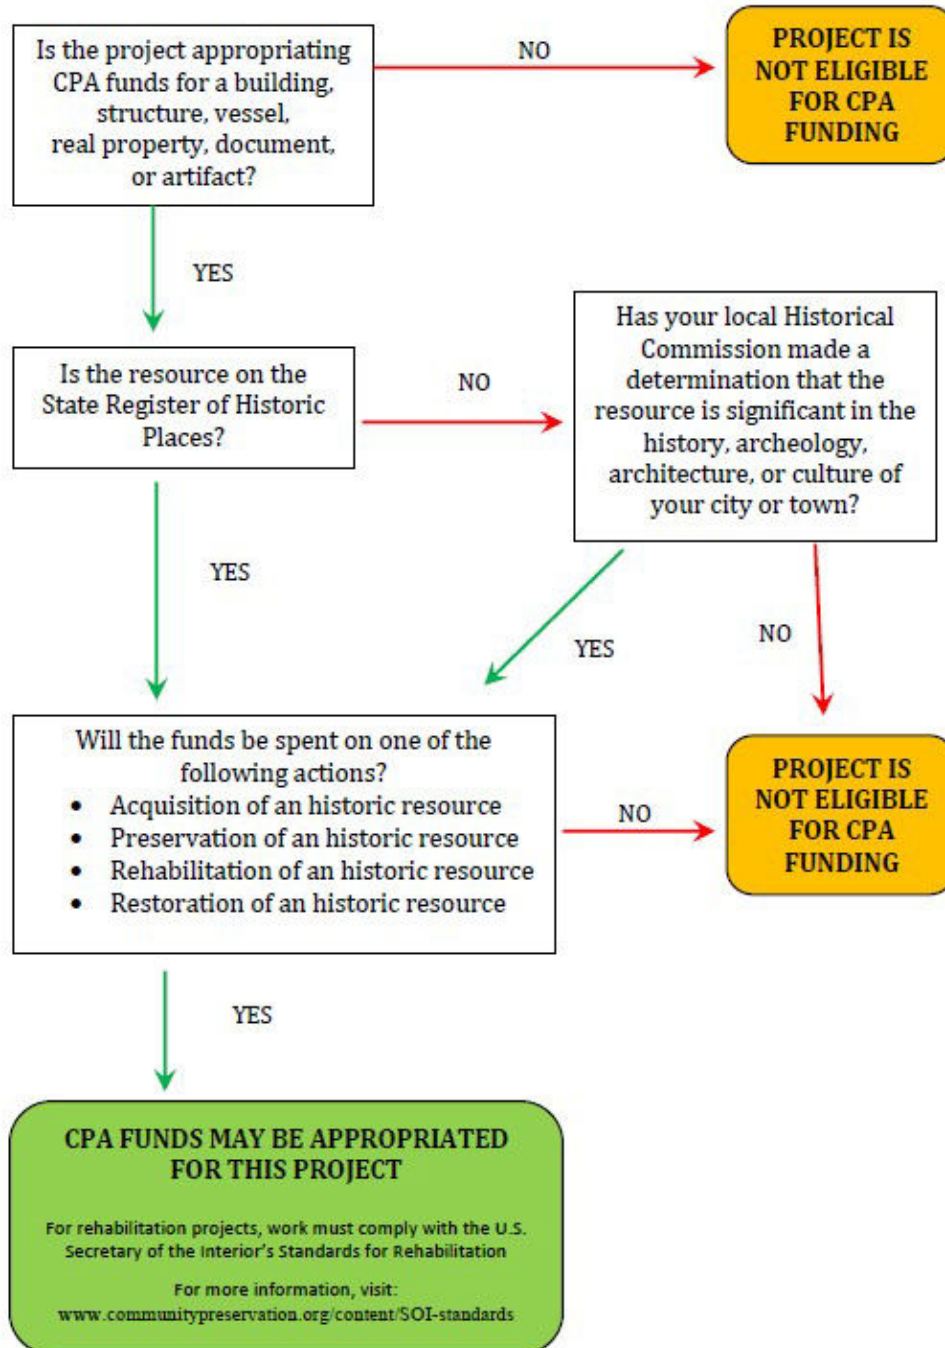 Is the project appropriating
CPA funds for a building,
structure, vessel,
real property, document,
or artifact?
NO
PROJECT IS
NOT ELIGIBLE
FOR CPA
FUNDING
YES
Is the resource on the
State Register of Historic
Places?
NO
Has your local Historical
Commission made a
determination that the
resource is significant in the
history, archeology,
architecture, or culture of
your city or town?
YES
YES
NO
Will the funds be spent on one of the
following actions?
• Acquisition of an historic resource
• Preservation of an historic resource
• Rehabilitation of an historic resource
• Restoration of an historic resource
NO
PROJECT IS
NOT ELIGIBLE
FOR CPA
FUNDING
YES
CPA FUNDS MAY BE APPROPRIATED
FOR THIS PROJECT
For rehabilitation projects, work must comply with the U.S.
Secretary of the Interior's Standards for Rehabilitation
For more information, visit:
www.communitypreservation.org/content/SOI-standards